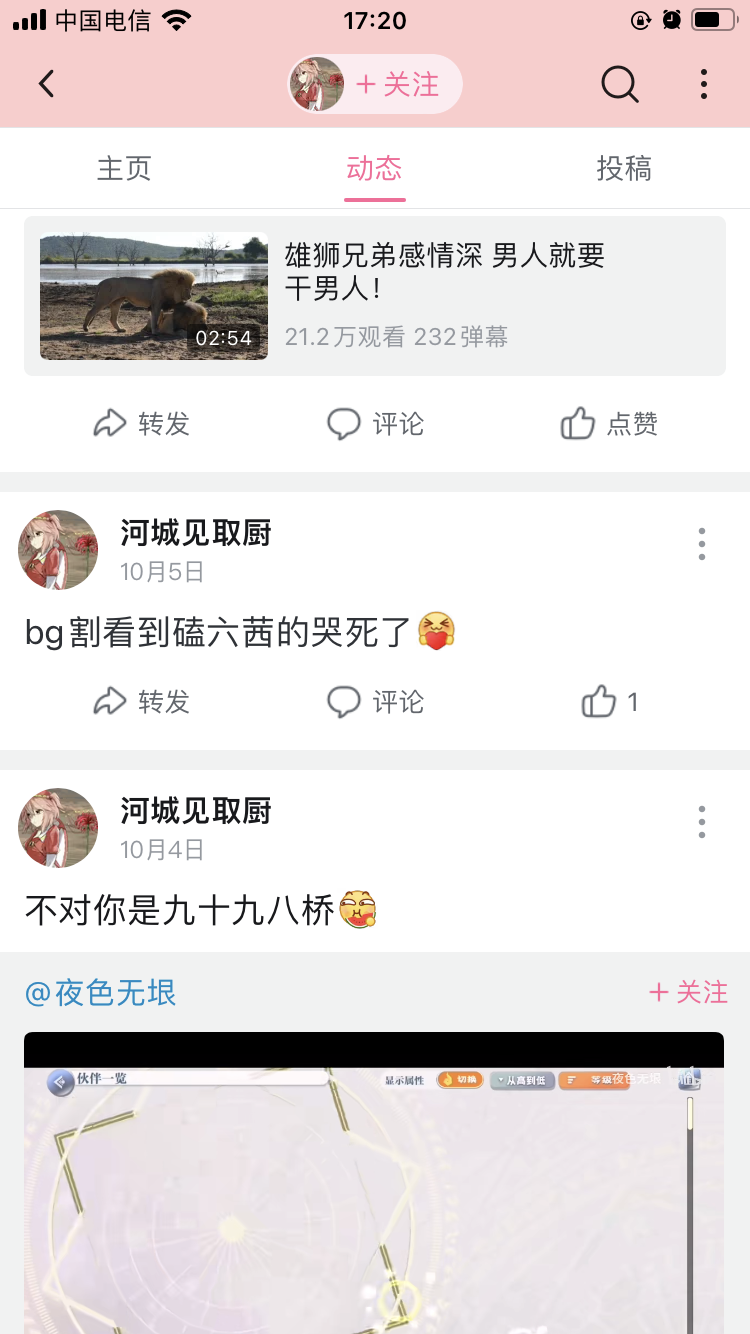 中国电信
17:20
+ 关注
主页
动态
投稿
雄狮兄弟感情深 男人就要
干男人！
02:54
21.2万观看 232弹幕
转发
评论
点赞
河城见取厨
10月5日
bg割看到磕六茜的哭死了
转发
评论
1
河城见取厨
10月4日
不对你是九十九八桥
@夜色无垠
+ 关注
伙伴一览
显示属性
切换
从高到低
等级
夜色无垠